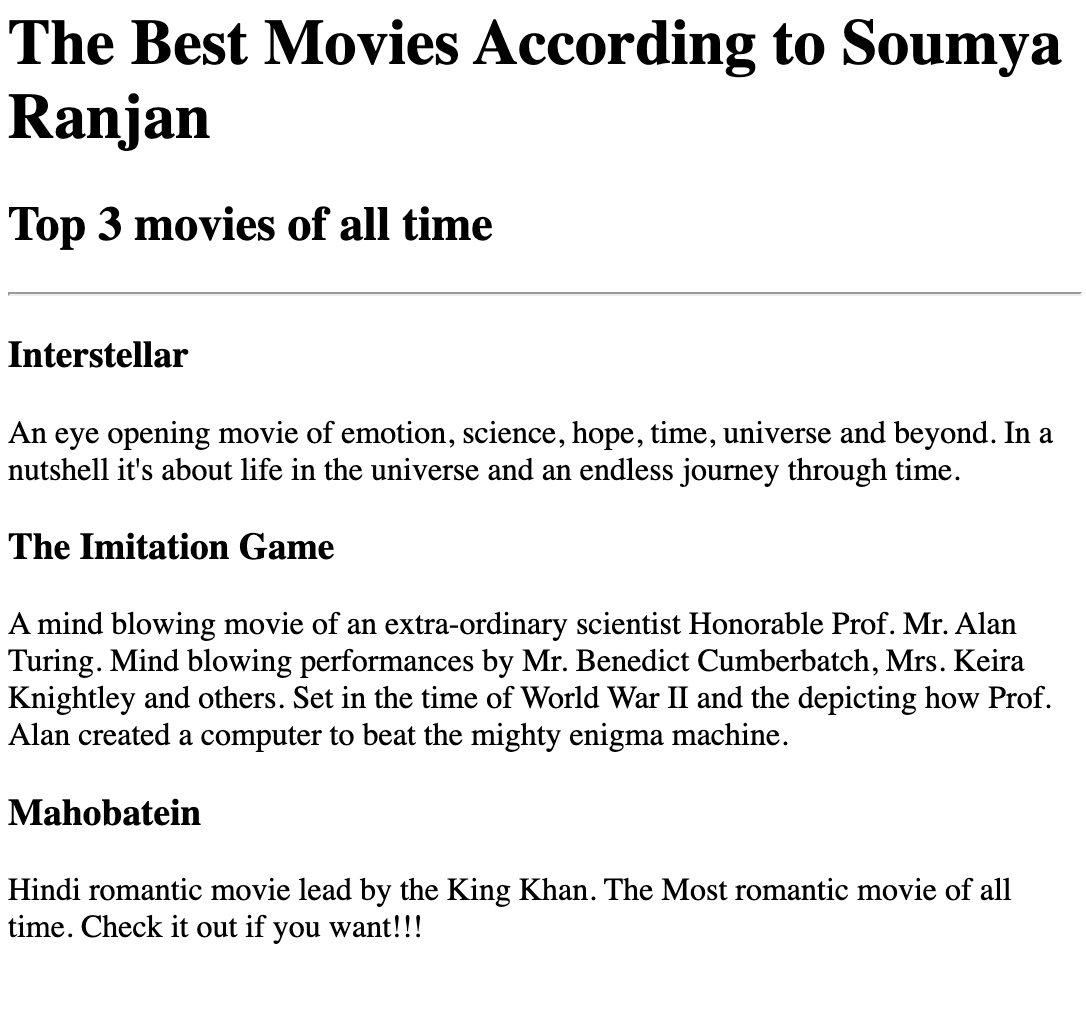 The Best Movies According to Soumya
Ranjan
Top 3 movies of all time
Interstellar
An eye opening movie of emotion, science, hope, time, universe and beyond. In a
nutshell it's about life in the universe and an endless journey through time.
The Imitation Game
A mind blowing movie of an extra-ordinary scientist Honorable Prof. Mr. Alan
Turing. Mind blowing performances by Mr. Benedict Cumberbatch, Mrs. Keira
Knightley and others. Set in the time of World War II and the depicting how Prof.
Alan created a computer to beat the mighty enigma machine.
Mahobatein
Hindi romantic movie lead by the King Khan. The Most romantic movie of all
time. Check it out if you want!!!